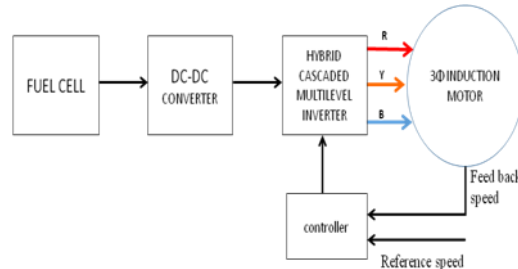 FUEL CELL
DC-DC
CONVERTER
HYBRID
CASCADED
MULTILEVEL
INVERTER
R
Y
B
3Φ INDUCTION
MOTOR
Feed back
speed
controller
Reference speed